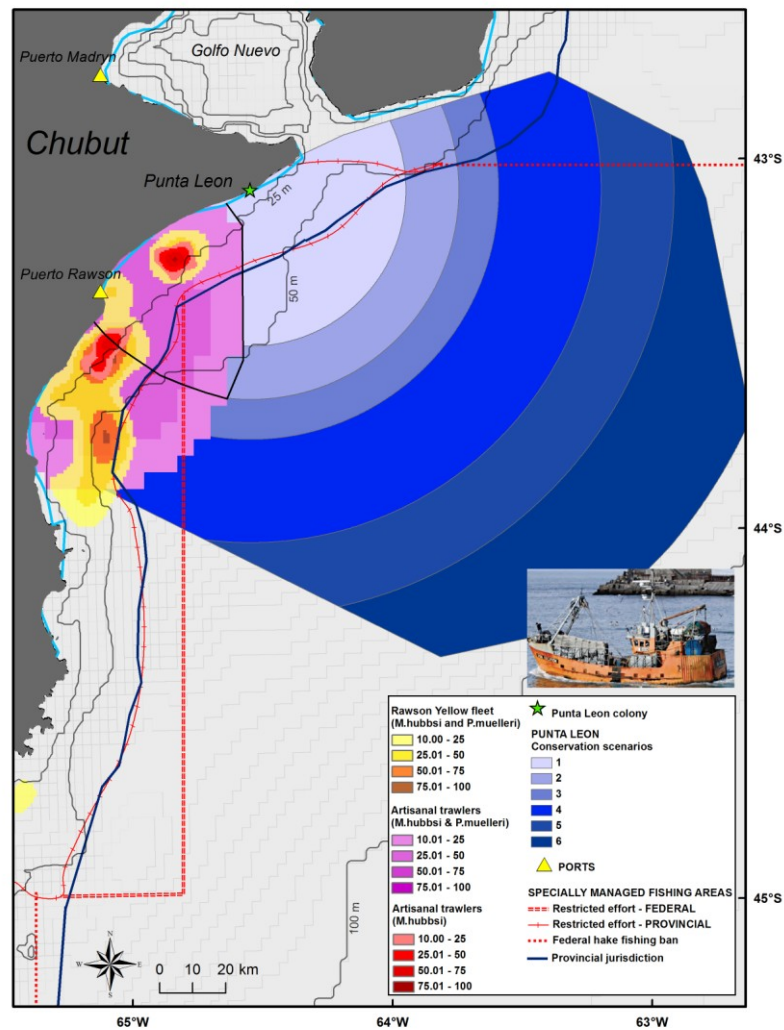 Golfo Nuevo
Puerto Madryn
Chubut
43°S
Punta Leon
25 m
Puerto Rawson
50 m
44°S
Rawson Yellow fleet
(M.hubbsi and P.muelleri)
10.00 - 25
25.01 - 50
50.01 - 75
75.01 - 100
Artisanal trawlers
(M.hubbsi & P.muelleri)
10.01 - 25
25.01 - 50
50.01 - 75
75.01 - 100
Artisanal trawlers
(M.hubbsi)
10.00 - 25
25.01 - 50
50.01 - 75
75.01 - 100
Punta Leon colony
PUNTA LEON
Conservation scenarios
1
2
3
4
5
6
PORTS
SPECIALLY MANAGED FISHING AREAS
Restricted effort - FEDERAL
Restricted effort - PROVINCIAL
Federal hake fishing ban
Provincial jurisdiction
45°S
100 m
N
W
E
S
0 10 20 km
65°W
64°W
63°W